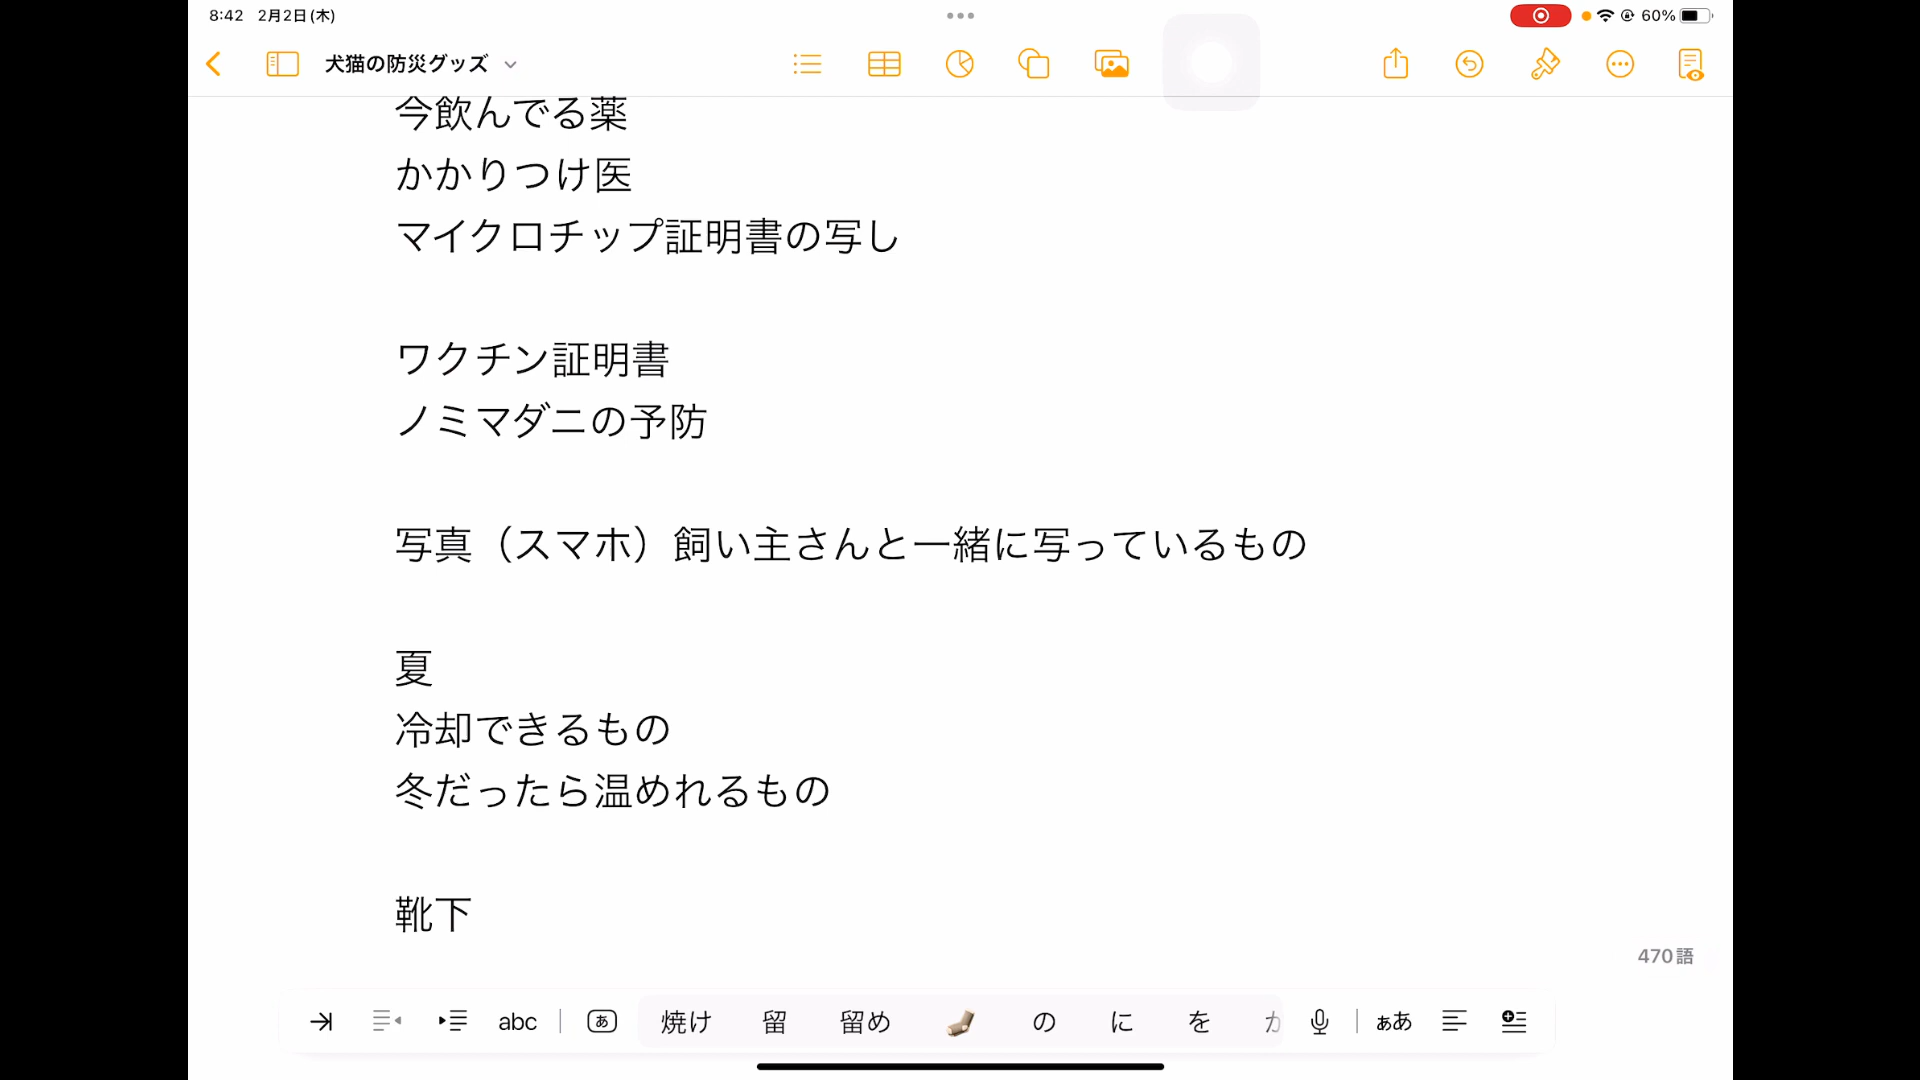 8:42 2月2日(木) 60%
犬猫の防災グッズ
今飲んでる薬
かかりつけ医
マイクロチップ証明書の写し
ワクチン証明書
ノミマダニの予防
写真（スマホ）飼い主さんと一緒に写っているもの
夏
冷却できるもの
冬だったら温めれるもの
靴下
470語
abc あ 焼け 留 留め の に を か ぁあ